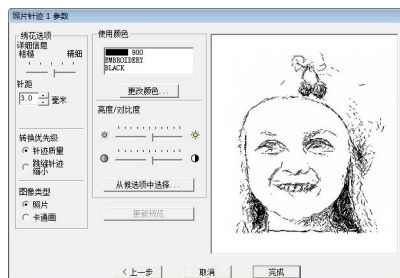 照片针迹 1 参数
绣花选项
详细信息
粗糙 精细
针距
3.0 毫米
转换优先级
针迹质量
跳缝针迹
缩小
图像类型
照片
卡通画
使用颜色
900
EMBROIDERY
BLACK
更改颜色...
亮度/对比度
从候选项中选择...
更新预览
< 上一步
取消
完成